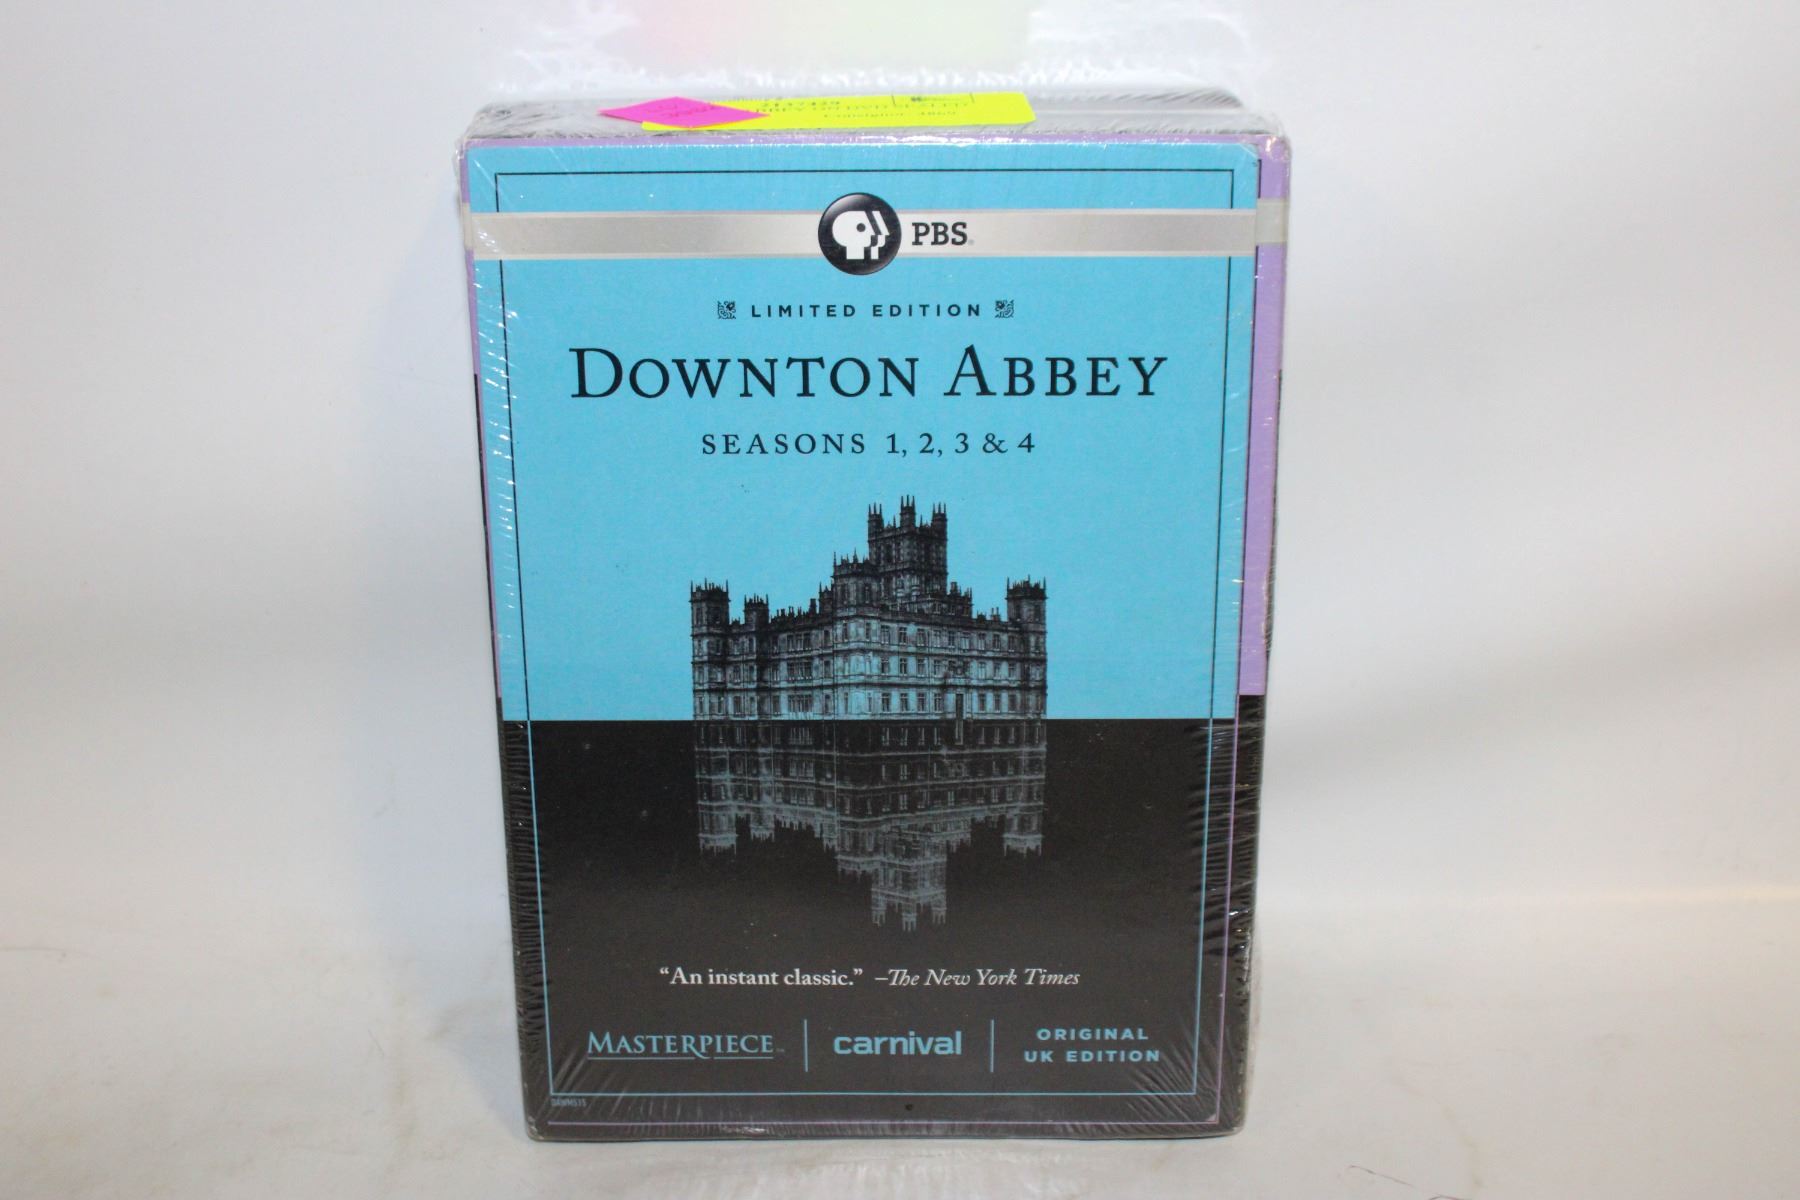 PBS
LIMITED EDITION
DOWNTON ABBEY
SEASONS 1, 2, 3 & 4
“An instant classic.” –The New York Times
MASTERPIECE™
carnival
ORIGINAL
UK EDITION